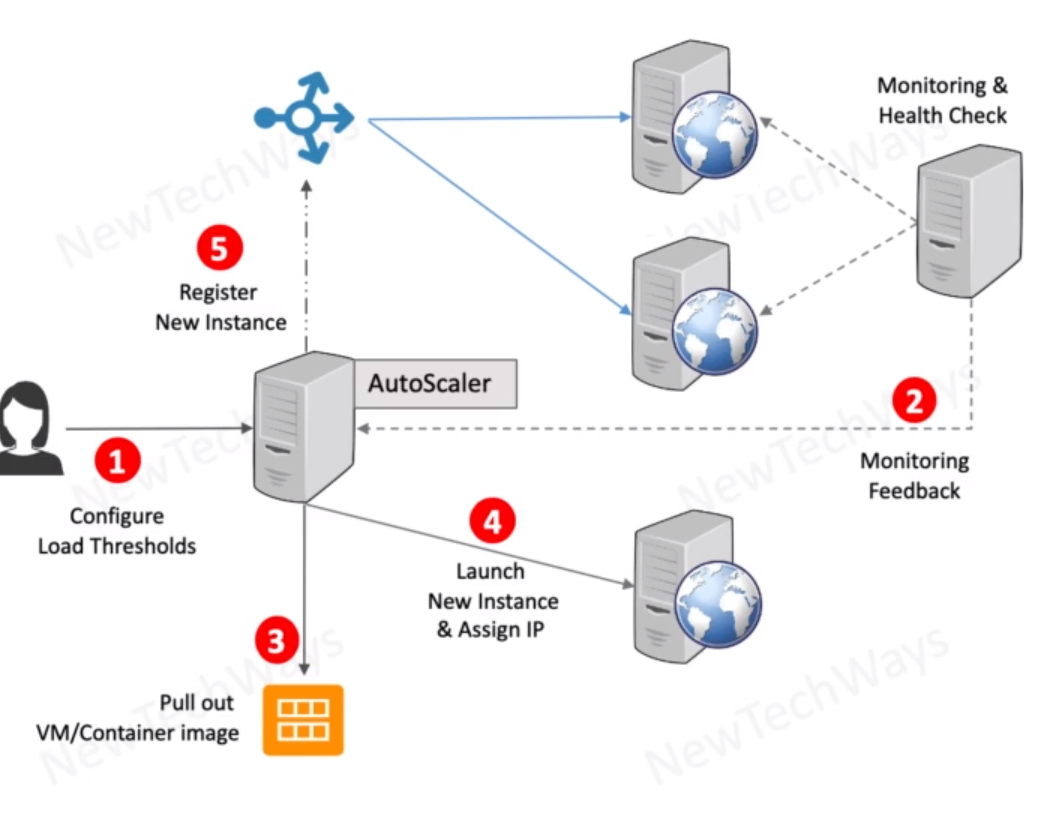 Monitoring &
Health Check
5
Register
New Instance
AutoScaler
2
Monitoring
Feedback
1
Configure
Load Thresholds
4
Launch
New Instance
& Assign IP
3
Pull out
VM/Container image
NewTechWays
NewTechWays
NewTechWays
NewTechWays
NewTechWays
NewTechWays